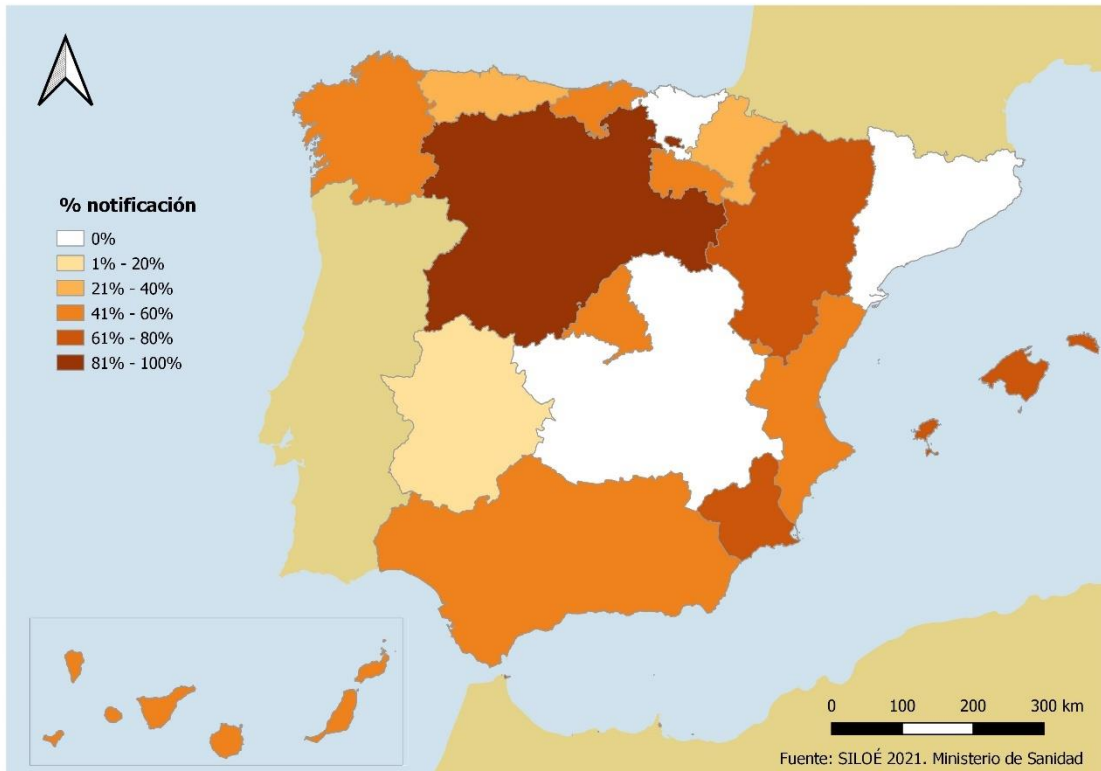 % notificación
0%
1% - 20%
21% - 40%
41% - 60%
61% - 80%
81% - 100%
0 100 200 300 km
Fuente: SILOÉ 2021. Ministerio de Sanidad